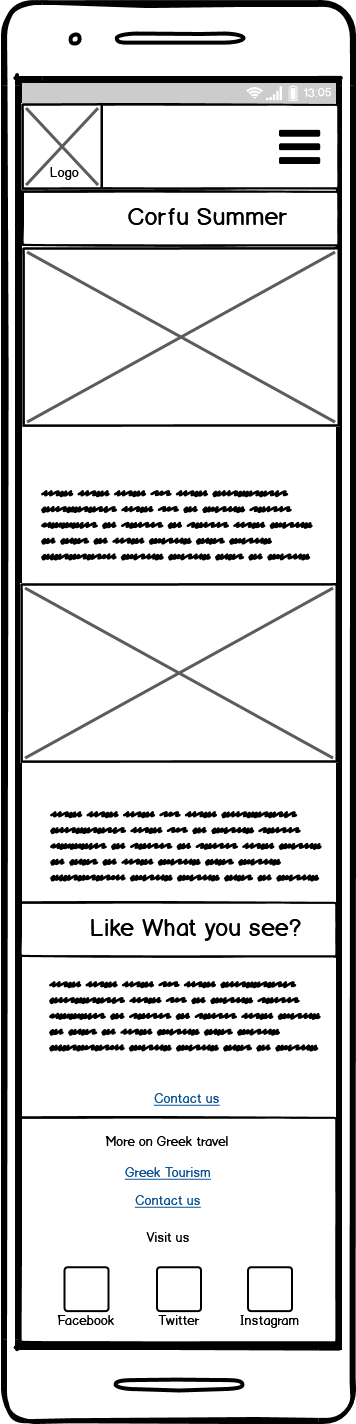 13:05
Logo
Corfu Summer
Like What you see?
Contact us
More on Greek travel
Greek Tourism
Contact us
Visit us
Facebook Twitter Instagram